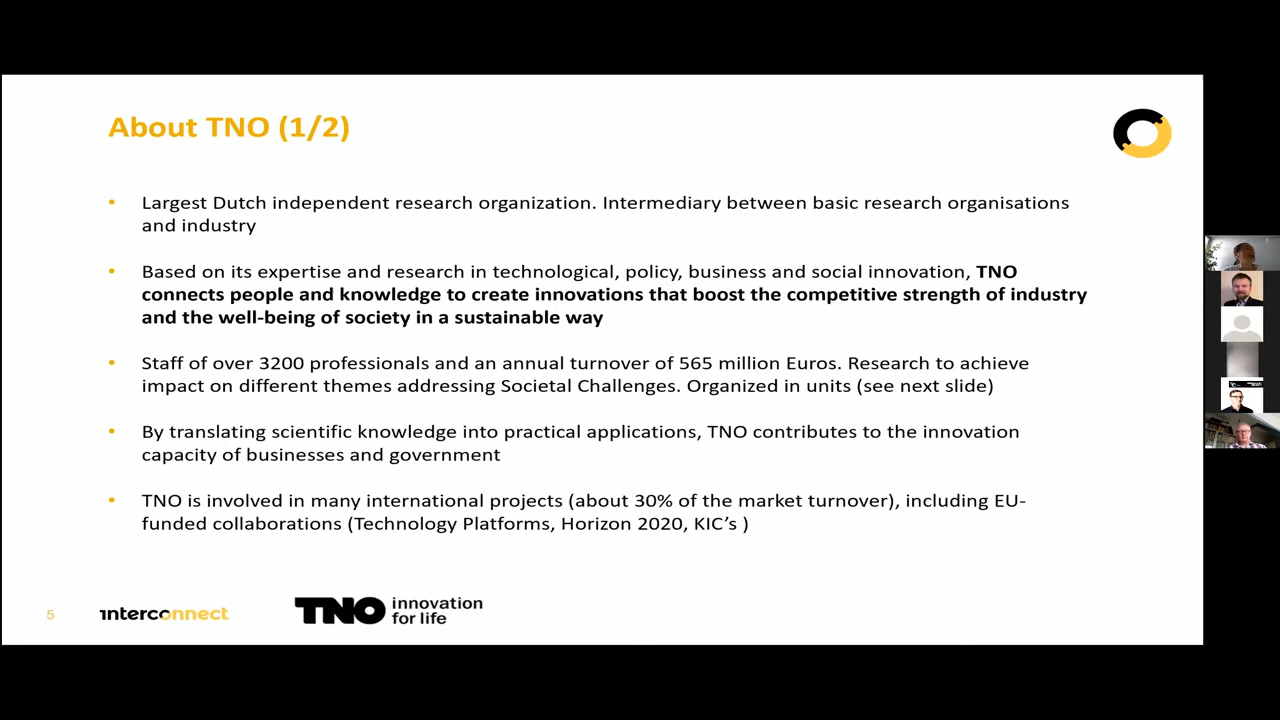 About TNO (1/2)
• Largest Dutch independent research organization. Intermediary between basic research organisations
and industry
• Based on its expertise and research in technological, policy, business and social innovation, TNO
connects people and knowledge to create innovations that boost the competitive strength of industry
and the well-being of society in a sustainable way
• Staff of over 3200 professionals and an annual turnover of 565 million Euros. Research to achieve
impact on different themes addressing Societal Challenges. Organized in units (see next slide)
• By translating scientific knowledge into practical applications, TNO contributes to the innovation
capacity of businesses and government
• TNO is involved in many international projects (about 30% of the market turnover), including EU-
funded collaborations (Technology Platforms, Horizon 2020, KIC’s )
5
interconnect
TNO innovation
for life